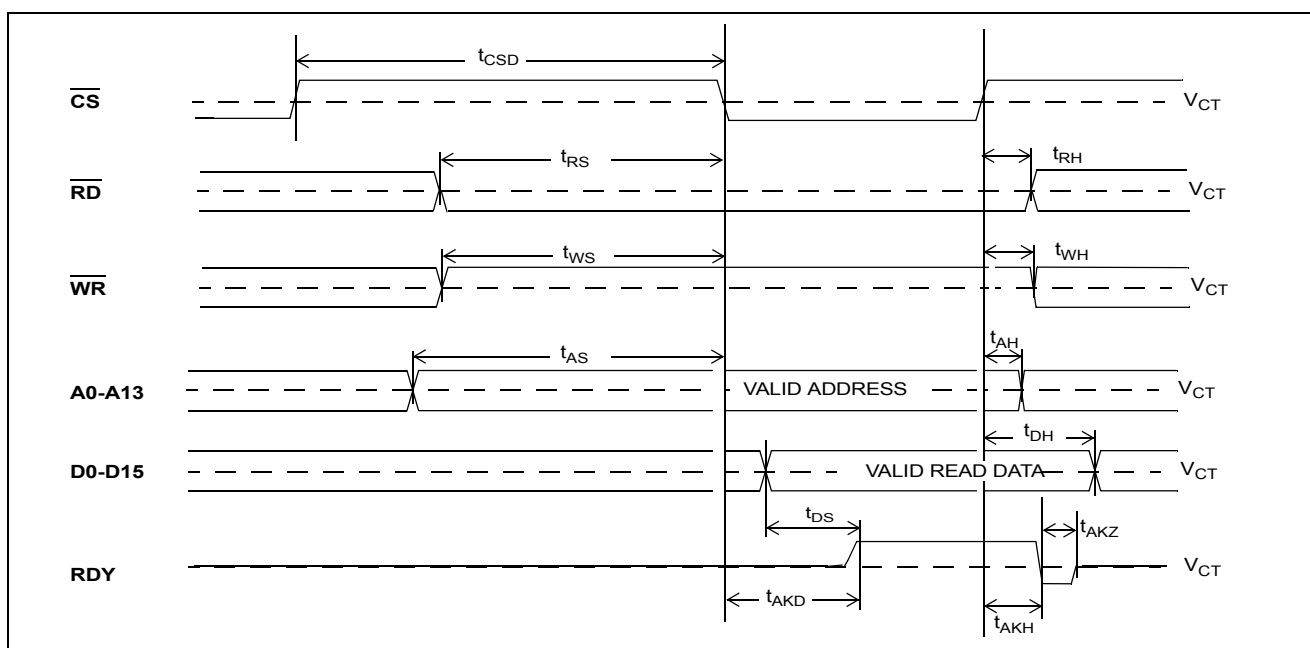 tCSD
CS
VCT
tRS
tRH
RD
VCT
tWS
tWH
WR
VCT
tAS
tAH
A0-A13
VALID ADDRESS
VCT
tDH
D0-D15
VALID READ DATA
VCT
tDS
tAKZ
RDY
VCT
tAKD
tAKH